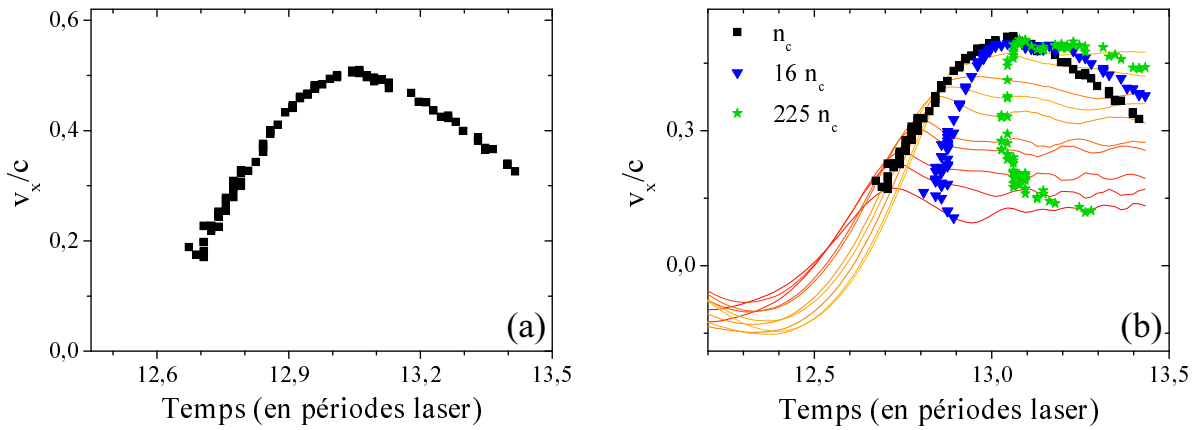 0,6
0,4
0,2
0,0
v_x/c
12,6
12,9
13,2
13,5
Temps (en périodes laser)
(a)
n_c
16 n_c
225 n_c
0,3
0,0
v_x/c
12,5
13,0
13,5
Temps (en périodes laser)
(b)